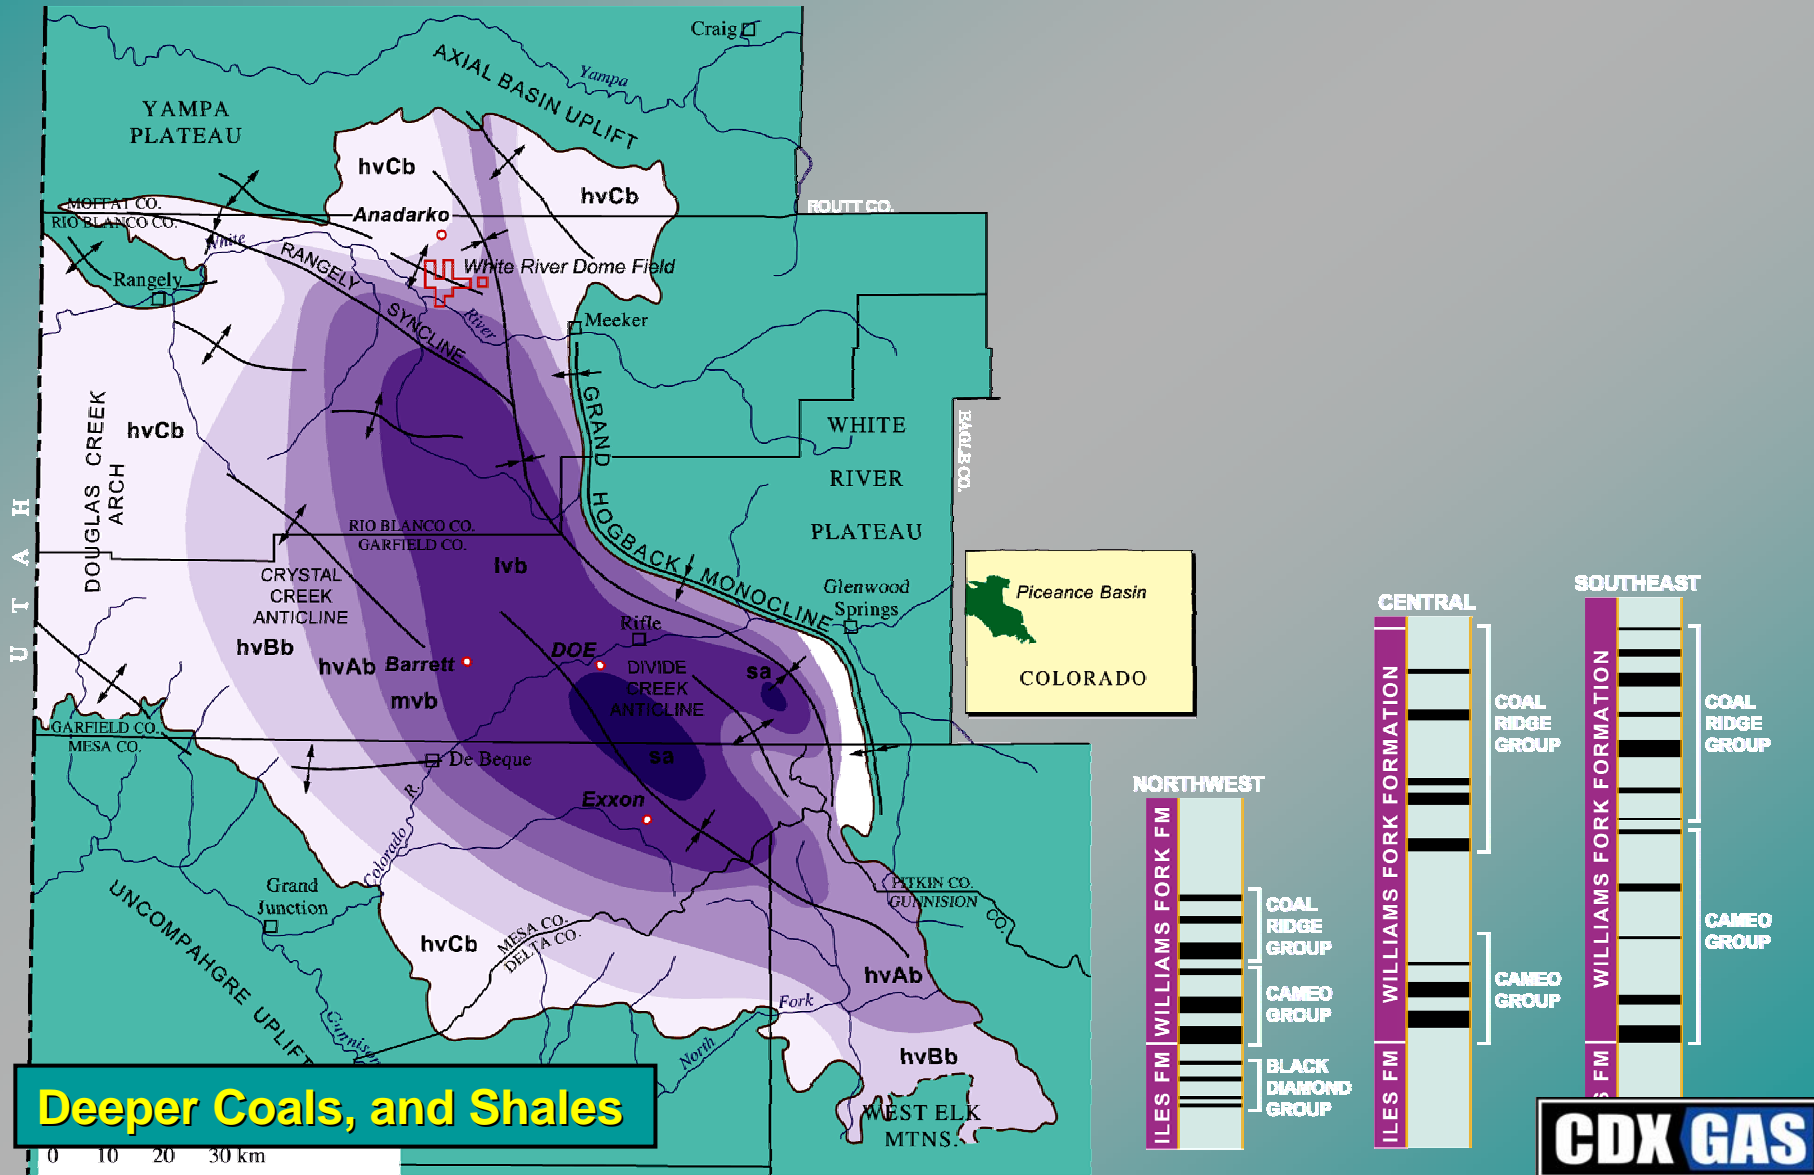 Craig
AXIAL BASIN UPLIFT
Yampa
YAMPA
PLATEAU
hvCb
hvCb
MOFFAT CO.
RIO BLANCO CO.
ROUTT CO.
Anadarko
White
RANGELY
SYNCLINE
White River Dome Field
Rangely
River
Meeker
GRAND
HOGBACK
MONOCLINE
WHITE
RIVER
PLATEAU
EAGLE CO.
DOUGLAS CREEK
ARCH
hvCb
UTAH
RIO BLANCO CO.
GARFIELD CO.
lvb
CRYSTAL
CREEK
ANTICLINE
Glenwood
Springs
Piceance Basin
COLORADO
Rifle
hvBb
hvAb
Barrett
DOE
DIVIDE
CREEK
ANTICLINE
sa
mvb
GARFIELD CO.
MESA CO.
De Beque
sa
Exxon
R.
Colorado
Grand
Junction
PITKIN CO.
GUNNISION
CO.
UNCOMPAHGRE UPLIFT
hvCb
MESA CO.
DELTA CO.
hvAb
Gunnison
Fork
North
hvBb
WEST ELK
MTNS.
Deeper Coals, and Shales
0 10 20 30 km
NORTHWEST
WILLIAMS FORK FM
ILES FM
COAL
RIDGE
GROUP
CAMEO
GROUP
BLACK
DIAMOND
GROUP
CENTRAL
WILLIAMS FORK FORMATION
ILES FM
COAL
RIDGE
GROUP
CAMEO
GROUP
SOUTHEAST
WILLIAMS FORK FORMATION
S FM
COAL
RIDGE
GROUP
CAMEO
GROUP
CDX GAS